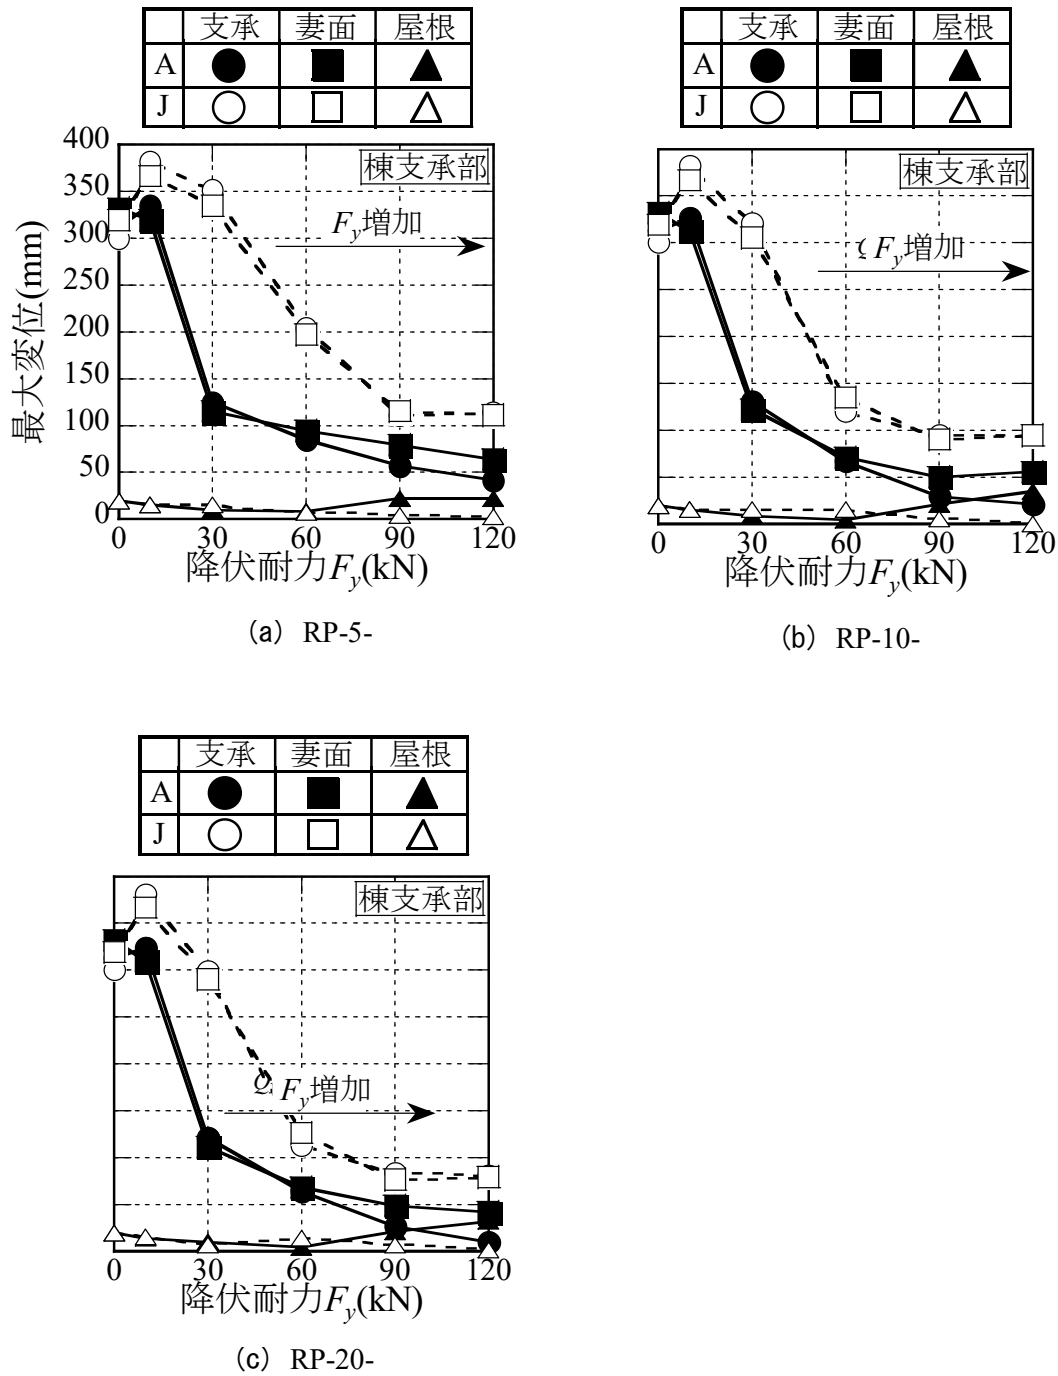 支承 妻面 屋根
A
J
400
350
300
250
200
150
100
50
0
最大変位(mm)
棟支承部
Fy増加
0 30 60 90 120
降伏耐力Fy(kN)
(a) RP-5-
支承 妻面 屋根
A
J
棟支承部
Fy増加
0 30 60 90 120
降伏耐力Fy(kN)
(b) RP-10-
支承 妻面 屋根
A
J
棟支承部
Fy増加
0 30 60 90 120
降伏耐力Fy(kN)
(c) RP-20-